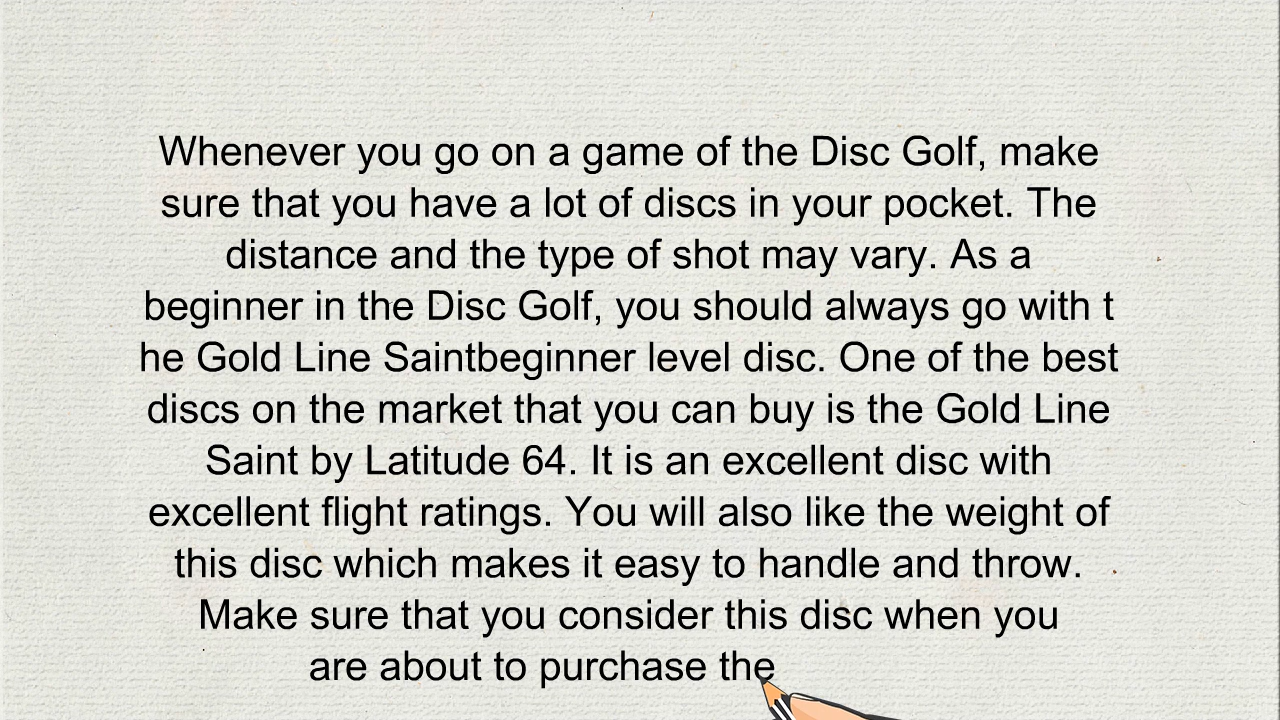 Whenever you go on a game of the Disc Golf, make
sure that you have a lot of discs in your pocket. The
distance and the type of shot may vary. As a
beginner in the Disc Golf, you should always go with t
he Gold Line Saintbeginner level disc. One of the best
discs on the market that you can buy is the Gold Line
Saint by Latitude 64. It is an excellent disc with
excellent flight ratings. You will also like the weight of
this disc which makes it easy to handle and throw.
Make sure that you consider this disc when you
are about to purchase the